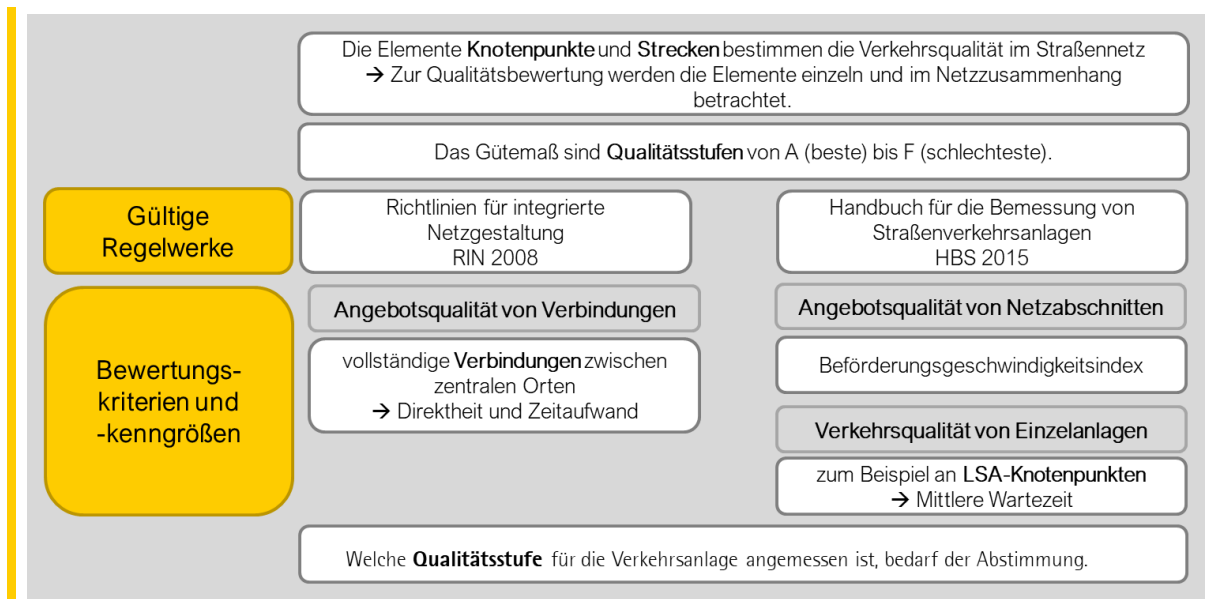 Die Elemente Knotenpunkte und Strecken bestimmen die Verkehrsqualität im Straßennetz
→ Zur Qualitätsbewertung werden die Elemente einzeln und im Netzzusammenhang
betrachtet.
Das Gütemaß sind Qualitätsstufen von A (beste) bis F (schlechteste).
Gültige
Regelwerke
Richtlinien für integrierte
Netzgestaltung
RIN 2008
Handbuch für die Bemessung von
Straßenverkehrsanlagen
HBS 2015
Bewertungs-
kriterien und
-kenngrößen
Angebotsqualität von Verbindungen
vollständige Verbindungen zwischen
zentralen Orten
→ Direktheit und Zeitaufwand
Angebotsqualität von Netzabschnitten
Beförderungsgeschwindigkeitsindex
Verkehrsqualität von Einzelanlagen
zum Beispiel an LSA-Knotenpunkten
→ Mittlere Wartezeit
Welche Qualitätsstufe für die Verkehrsanlage angemessen ist, bedarf der Abstimmung.